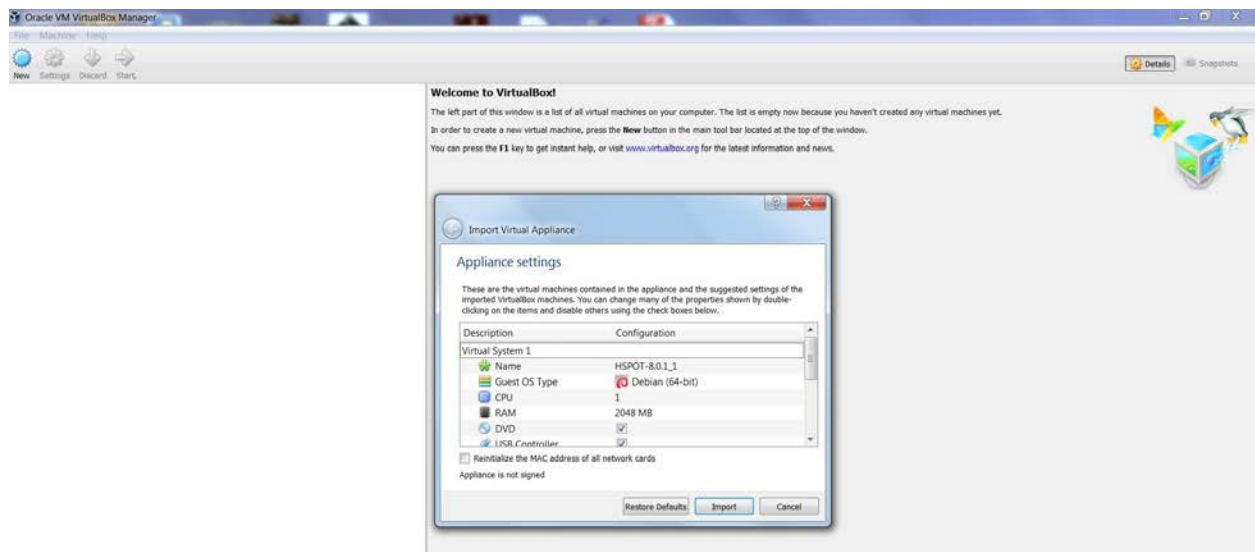 Oracle VM VirtualBox Manager
File Machine Help
New Settings Discard Start
Details Snapshots
Welcome to VirtualBox!
The left part of this window is a list of all virtual machines on your computer. The list is empty now because you haven't created any virtual machines yet.
In order to create a new virtual machine, press the New button in the main tool bar located at the top of the window.
You can press the F1 key to get instant help, or visit www.virtualbox.org for the latest information and news.
Import Virtual Appliance
Appliance settings
These are the virtual machines contained in the appliance and the suggested settings of the
imported VirtualBox machines. You can change many of the properties shown by double-
clicking on the items and disable others using the check boxes below.
Description Configuration
Virtual System 1
Name HSPOT-8.0.1_1
Guest OS Type Debian (64-bit)
CPU 1
RAM 2048 MB
DVD
USB Controller
Reinitialize the MAC address of all network cards
Appliance is not signed
Restore Defaults Import Cancel